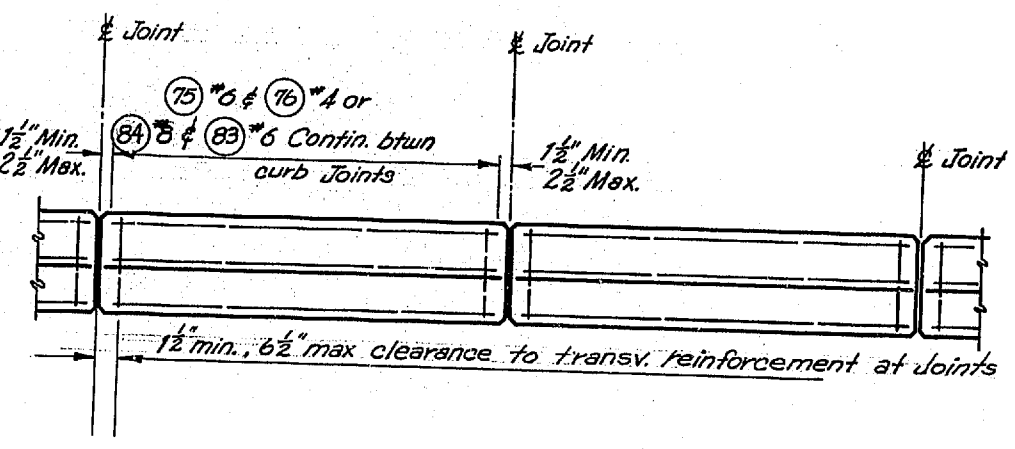 ℄ Joint
℄ Joint
75 #6 & 76 #4 or
84 #8 & 83 #6 Contin. btwn
curb Joints
1½" Min.
2½" Max.
1½" Min.
2½" Max.
℄ Joint
1½" min., 6½" max clearance to transv. reinforcement at Joints